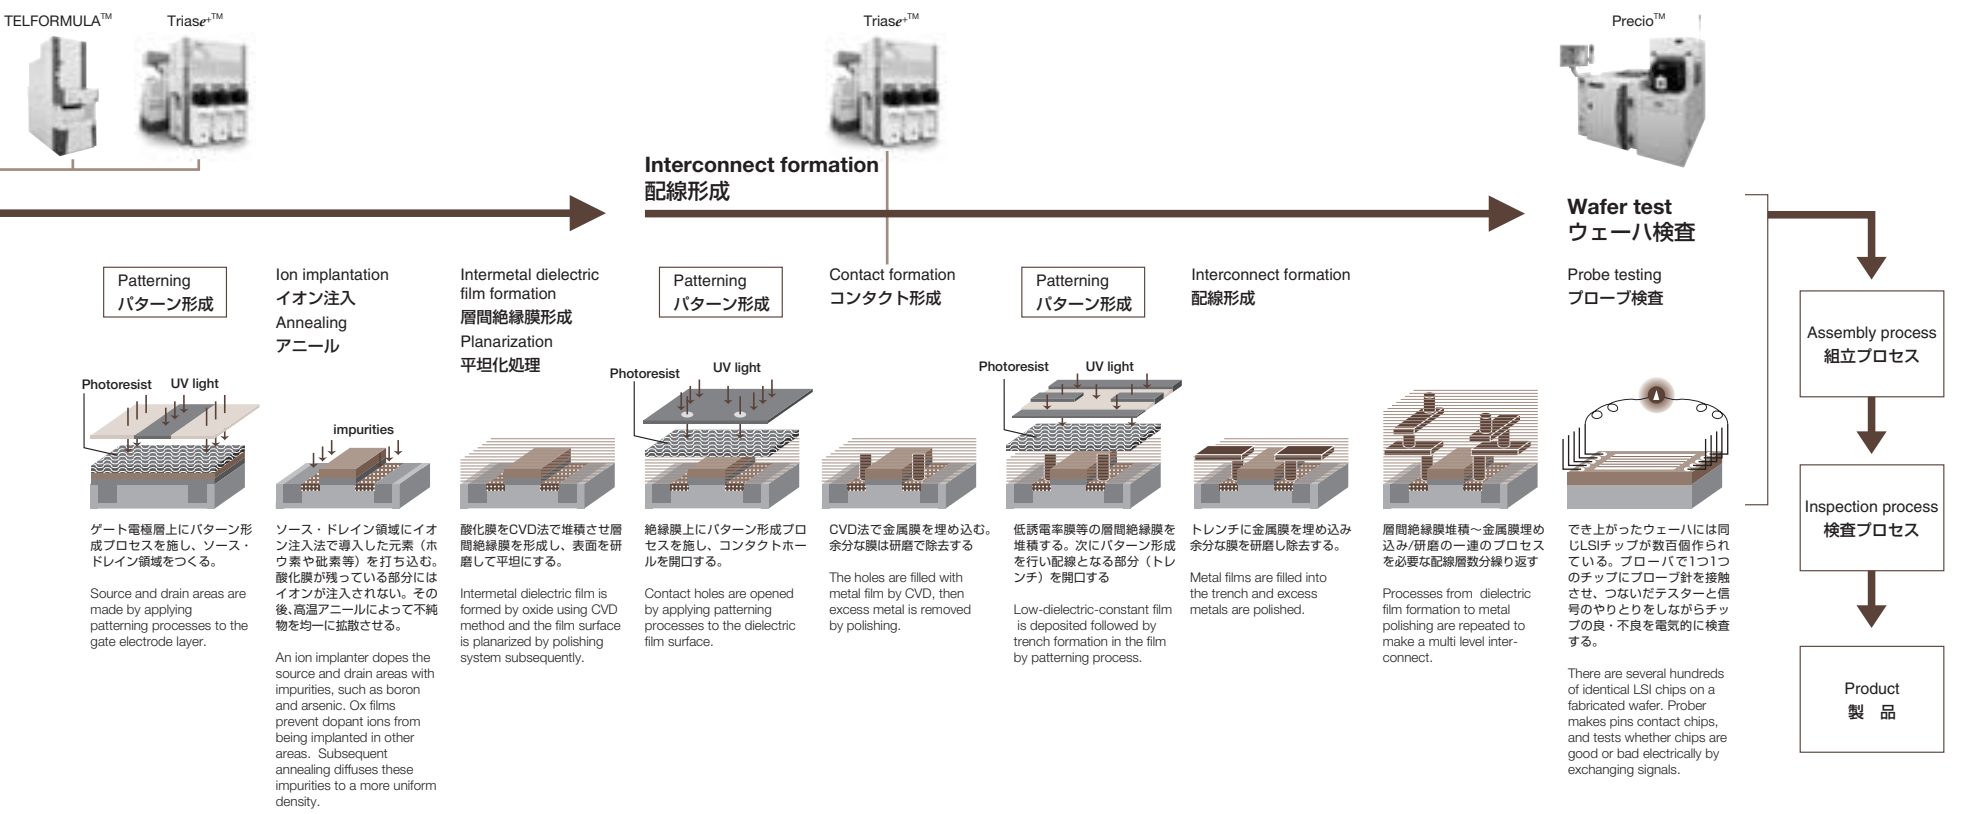 TELFORMULA™
Triase+™
Triase+™
Precio™
Interconnect formation
配線形成
Wafer test
ウェーハ検査
Patterning
パターン形成
Ion implantation
イオン注入
Annealing
アニール
Intermetal dielectric
film formation
層間絶縁膜形成
Planarization
平坦化処理
Patterning
パターン形成
Contact formation
コンタクト形成
Patterning
パターン形成
Interconnect formation
配線形成
Probe testing
プローブ検査
Photoresist
UV light
impurities
Photoresist
UV light
Photoresist
UV light
ゲート電極層上にパターン形
成プロセスを施し、ソース・
ドレイン領域をつくる。
Source and drain areas are
made by applying
patterning processes to the
gate electrode layer.
ソース・ドレイン領域にイオ
ン注入法で導入した元素（ホ
ウ素や砒素等）を打ち込む。
酸化膜が残っている部分には
イオンが注入されない。その
後、高温アニールによって不純
物を均一に拡散させる。
An ion implanter dopes the
source and drain areas with
impurities, such as boron
and arsenic. Ox films
prevent dopant ions from
being implanted in other
areas. Subsequent
annealing diffuses these
impurities to a more uniform
density.
酸化膜をCVD法で堆積させ層
間絶縁膜を形成し、表面を研
磨して平坦にする。
Intermetal dielectric film is
formed by oxide using CVD
method and the film surface
is planarized by polishing
system subsequently.
絶縁膜上にパターン形成プロ
セスを施し、コンタクトホー
ルを開口する。
Contact holes are opened
by applying patterning
processes to the dielectric
film surface.
CVD法で金属膜を埋め込む。
余分な膜は研磨で除去する
The holes are filled with
metal film by CVD, then
excess metal is removed
by polishing.
低誘電率膜等の層間絶縁膜を
堆積する。次にパターン形成
を行い配線となる部分（トレ
ンチ）を開口する
Low-dielectric-constant film
is deposited followed by
trench formation in the film
by patterning process.
トレンチに金属膜を埋め込み
余分な膜を研磨し除去する。
Metal films are filled into
the trench and excess
metals are polished.
層間絶縁膜堆積～金属膜埋め
込み/研磨の一連のプロセス
を必要な配線層数分繰り返す
Processes from dielectric
film formation to metal
polishing are repeated to
make a multi level inter-
connect.
でき上がったウェーハには同
じLSIチップが数百個作られ
ている。プローバで1つ1つ
のチップにプローブ針を接触
させ、つないだテスターと信
号のやりとりをしながらチッ
プの良・不良を電気的に検査
する。
There are several hundreds
of identical LSI chips on a
fabricated wafer. Prober
makes pins contact chips,
and tests whether chips are
good or bad electrically by
exchanging signals.
Assembly process
組立プロセス
Inspection process
検査プロセス
Product
製 品